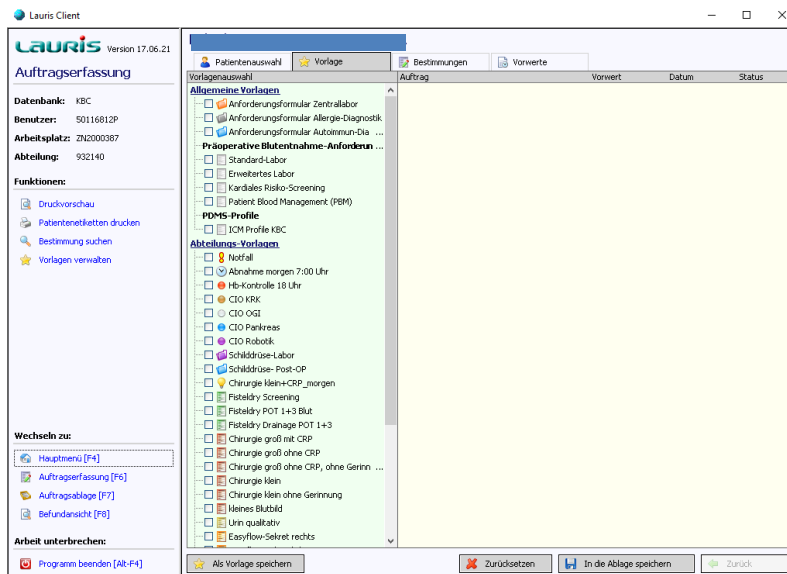 Lauris Client
Lauris Version 17.06.21
Auftragserfassung
Datenbank: KBC
Benutzer: 50116812P
Arbeitsplatz: ZN2000387
Abteilung: 932140
Funktionen:
Druckvorschau
Patientenetiketten drucken
Bestimmung suchen
Vorlagen verwalten
Wechseln zu:
Hauptmenü [F4]
Auftragserfassung [F6]
Auftragsablage [F7]
Befundansicht [F8]
Arbeit unterbrechen:
Programm beenden [Alt-F4]
Patientenauswahl
Vorlage
Bestimmungen
Vorwerte
Vorlagenauswahl
Auftrag Vorwert Datum Status
Allgemeine Vorlagen
Anforderungsformular Zentrallabor
Anforderungsformular Allergie-Diagnostik
Anforderungsformular Autoimmun-Dia ...
Präoperative Blutentnahme-Anforderun ...
Standard-Labor
Erweitertes Labor
Kardiales Risiko-Screening
Patient Blood Management (PBM)
PDMS-Profile
ICM Profile KBC
Abteilungs-Vorlagen
Notfall
Abnahme morgen 7:00 Uhr
Hb-Kontrolle 18 Uhr
CIO KRK
CIO OGI
CIO Pankreas
CIO Robotik
Schilddrüse-Labor
Schilddrüse- Post-OP
Chirurgie klein+CRP_morgen
Fisteldry Screening
Fisteldry POT 1+3 Blut
Fisteldry Drainage POT 1+3
Chirurgie groß mit CRP
Chirurgie groß ohne CRP
Chirurgie groß ohne CRP, ohne Gerinn ...
Chirurgie klein
Chirurgie klein ohne Gerinnung
kleines Blutbild
Urin qualitativ
Easyflow-Sekret rechts
Als Vorlage speichern
Zurücksetzen
In die Ablage speichern
Zurück